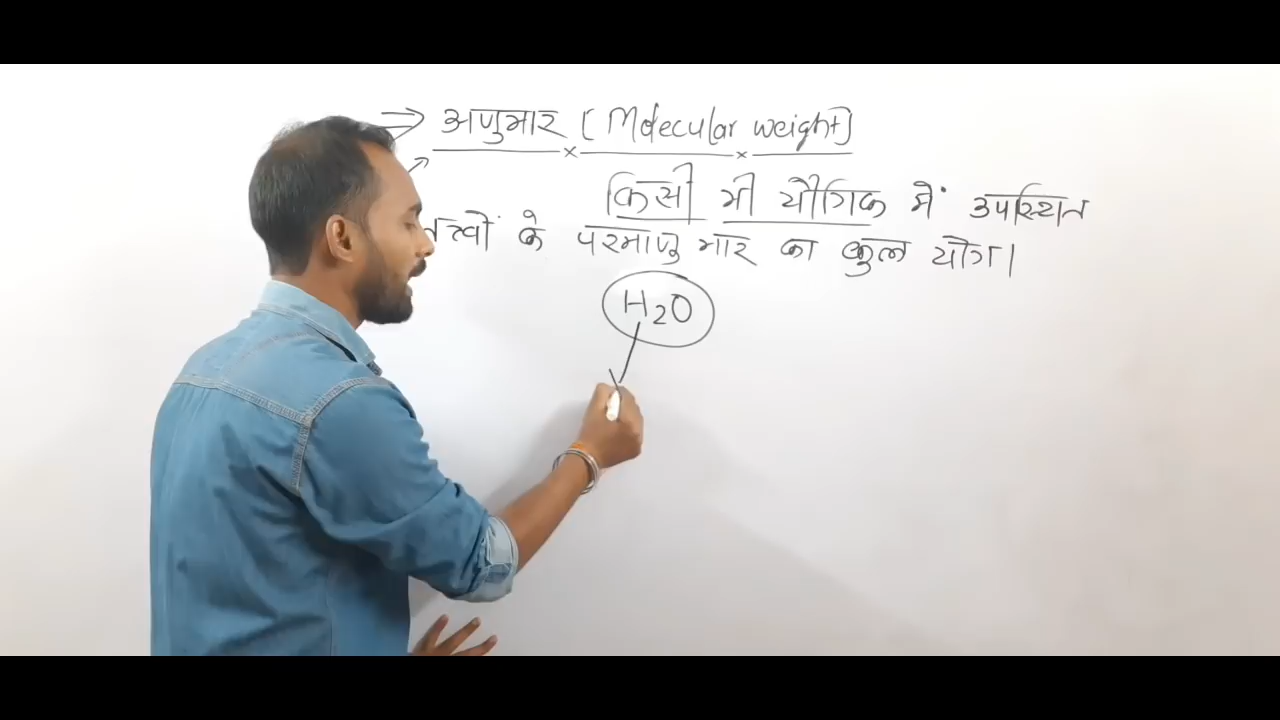 अणुभार [Molecular weight]
किसी भी यौगिक में उपस्थित
तत्त्वों के परमाणु भार का कुल योग।
H2O